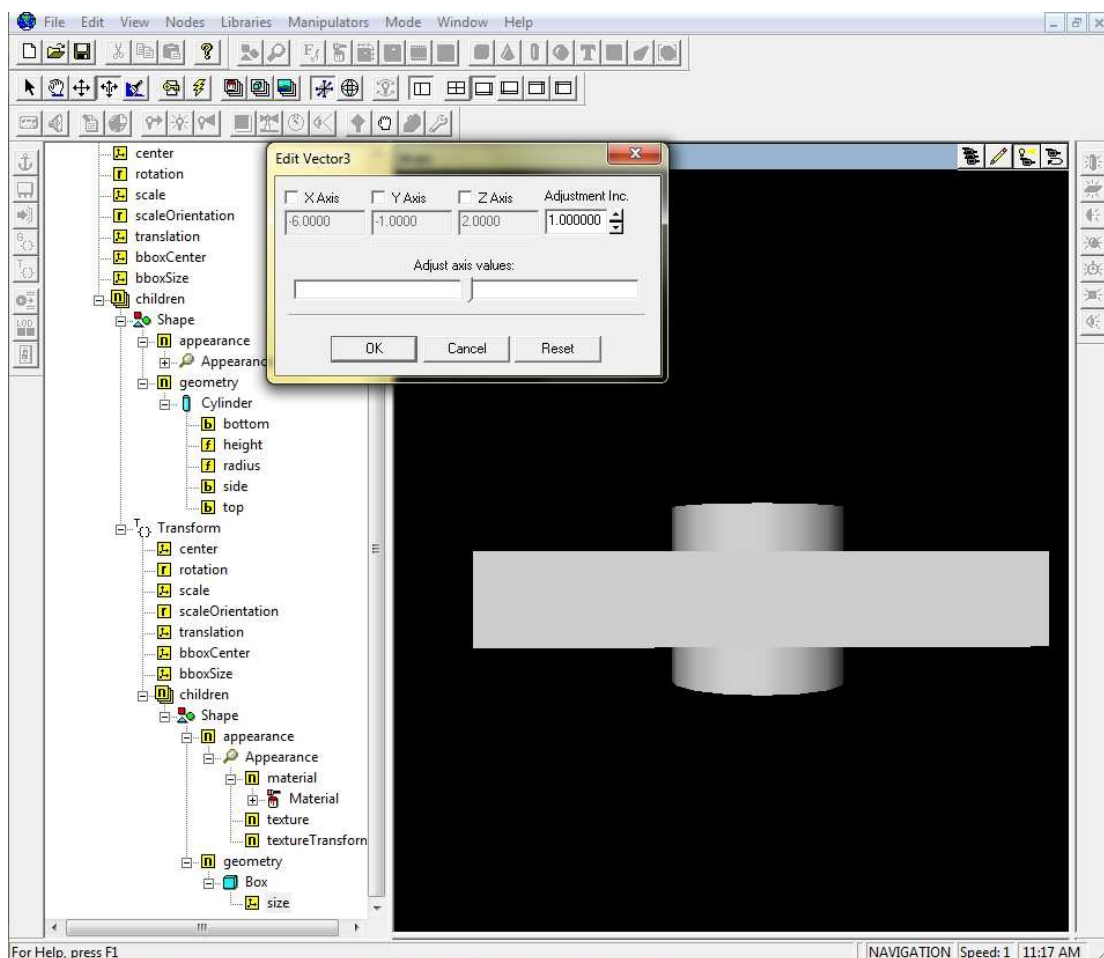 File Edit View Nodes Libraries Manipulators Mode Window Help
Edit Vector3
X Axis Y Axis Z Axis Adjustment Inc.
-6.0000 -1.0000 2.0000 1.000000
Adjust axis values:
OK Cancel Reset
center
rotation
scale
scaleOrientation
translation
bboxCenter
bboxSize
children
Shape
appearance
Appearanc
geometry
Cylinder
bottom
height
radius
side
top
Transform
center
rotation
scale
scaleOrientation
translation
bboxCenter
bboxSize
children
Shape
appearance
Appearance
material
Material
texture
textureTransforn
geometry
Box
size
For Help, press F1
NAVIGATION Speed: 1 11:17 AM